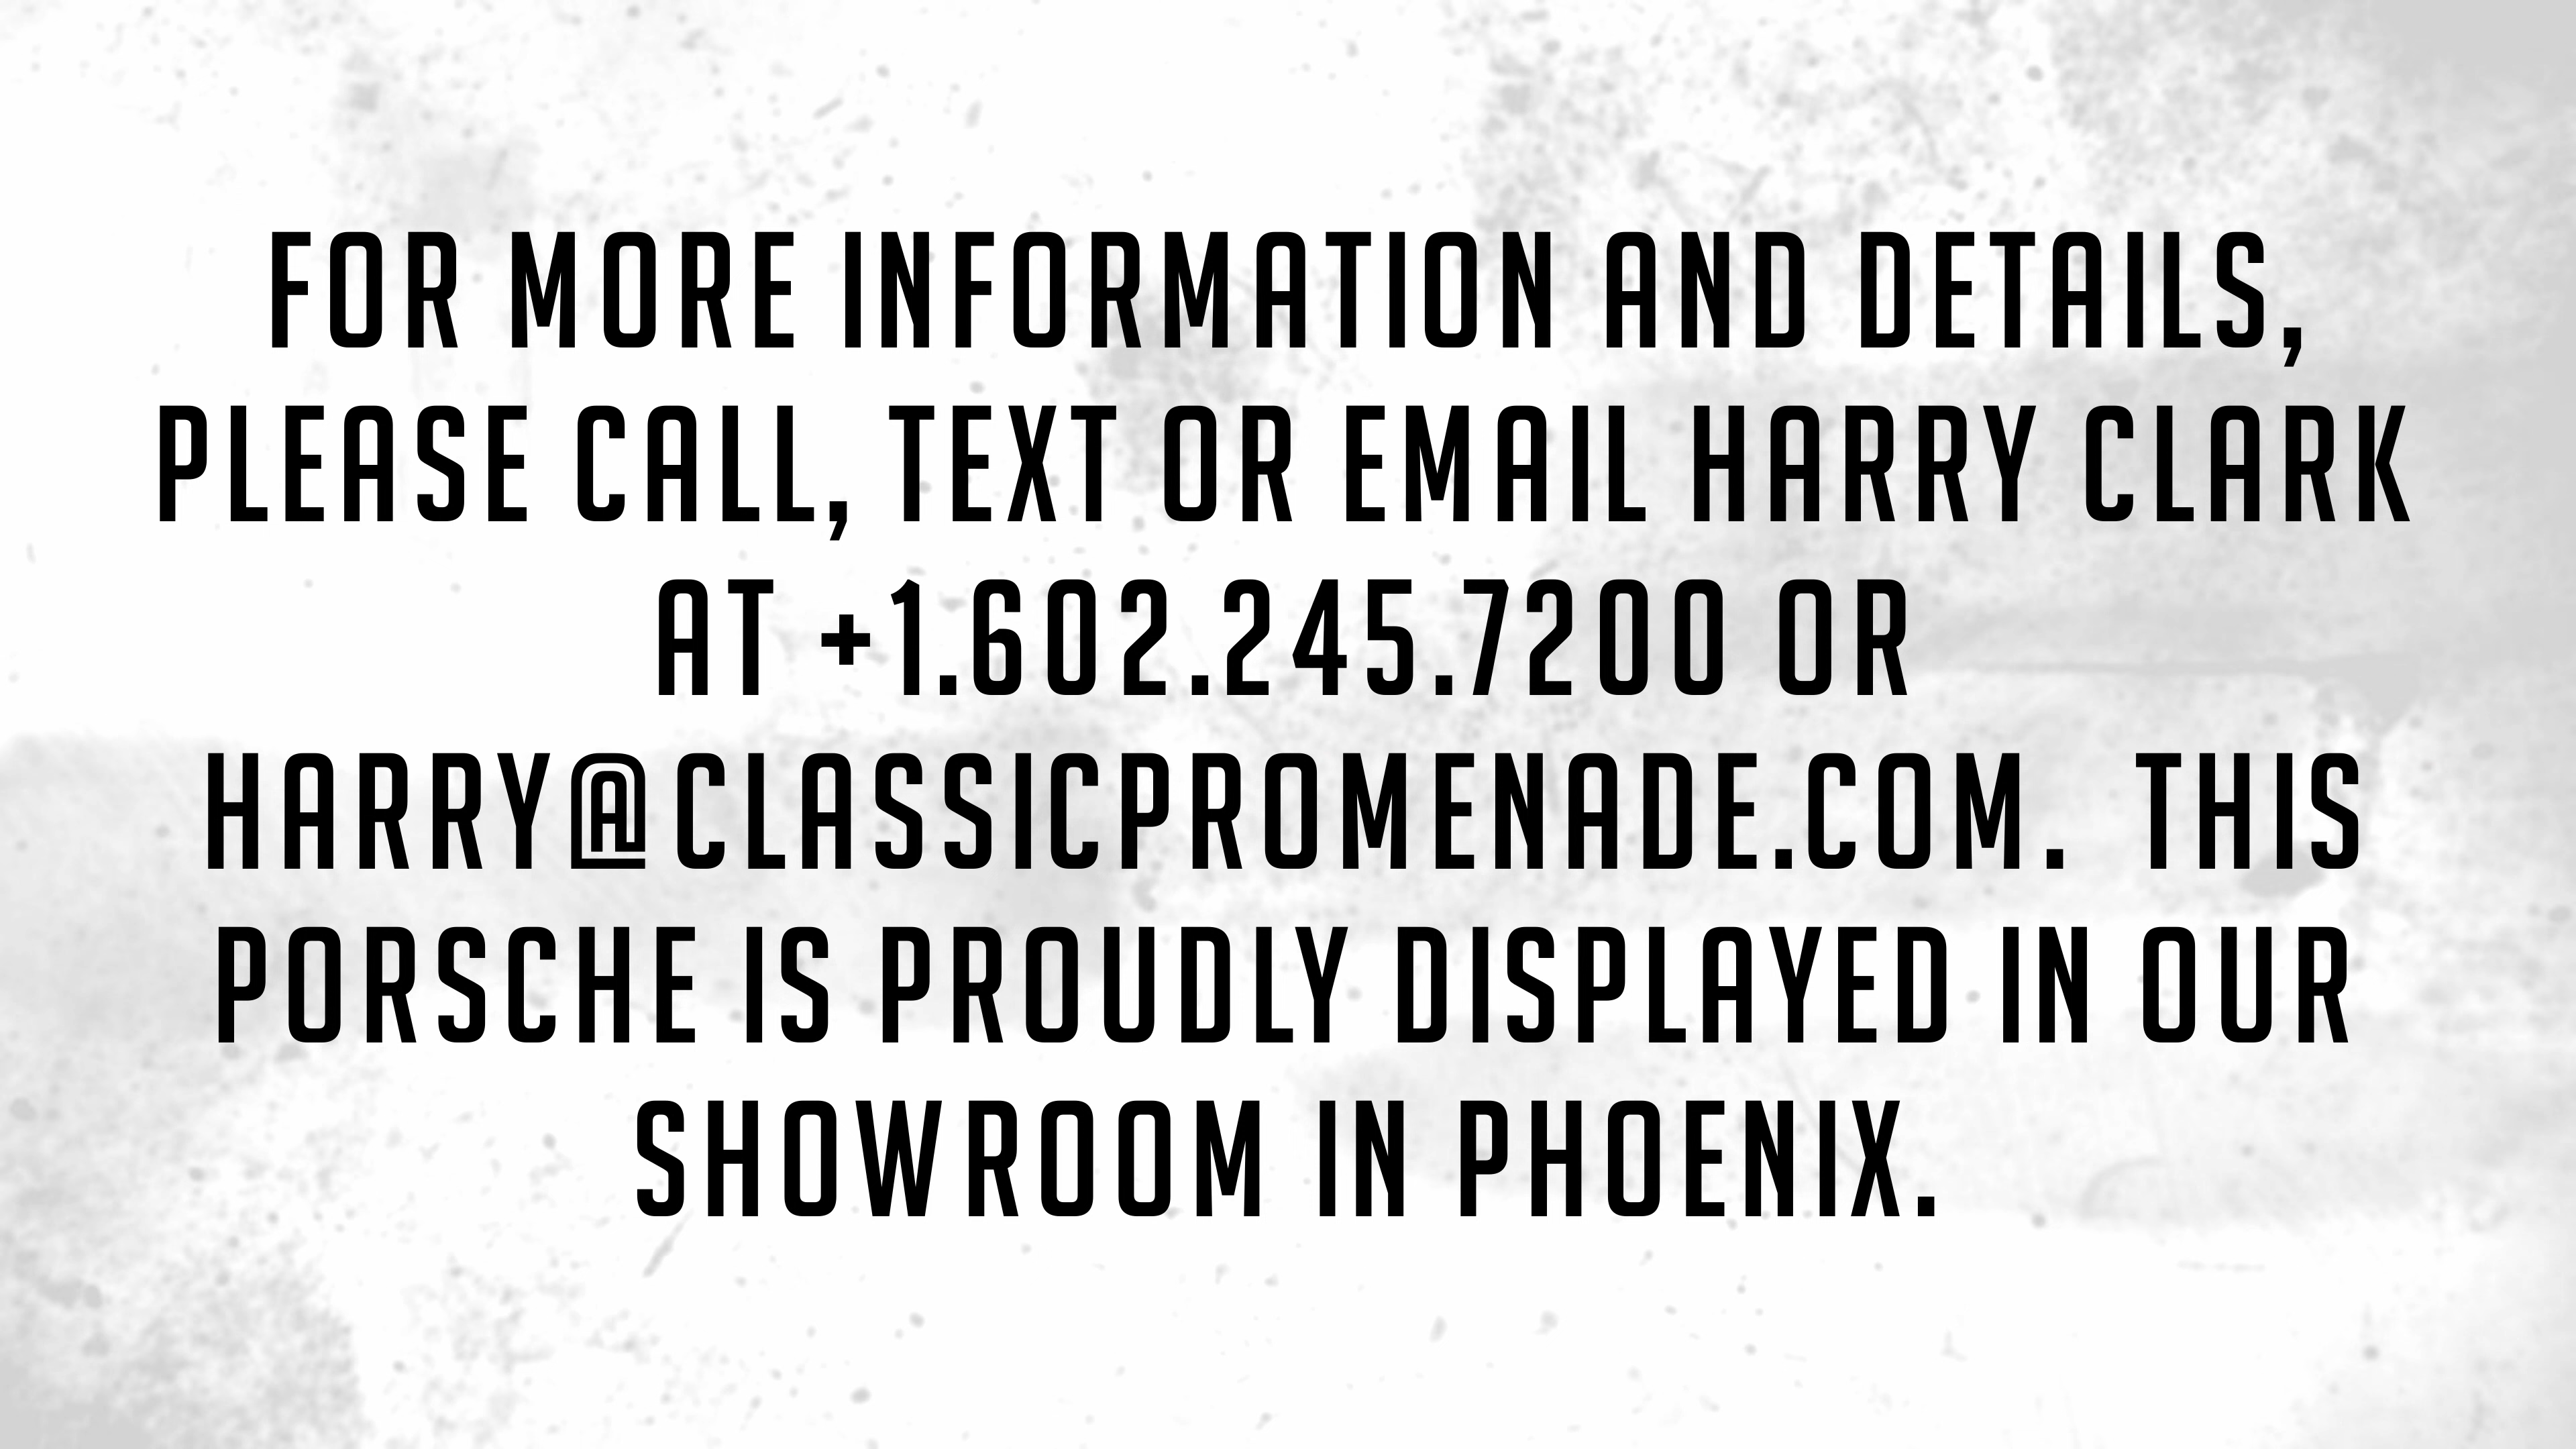 FOR MORE INFORMATION AND DETAILS,
PLEASE CALL, TEXT OR EMAIL HARRY CLARK
AT +1.602.245.7200 OR
HARRY@CLASSICPROMENADE.COM. THIS
PORSCHE IS PROUDLY DISPLAYED IN OUR
SHOWROOM IN PHOENIX.